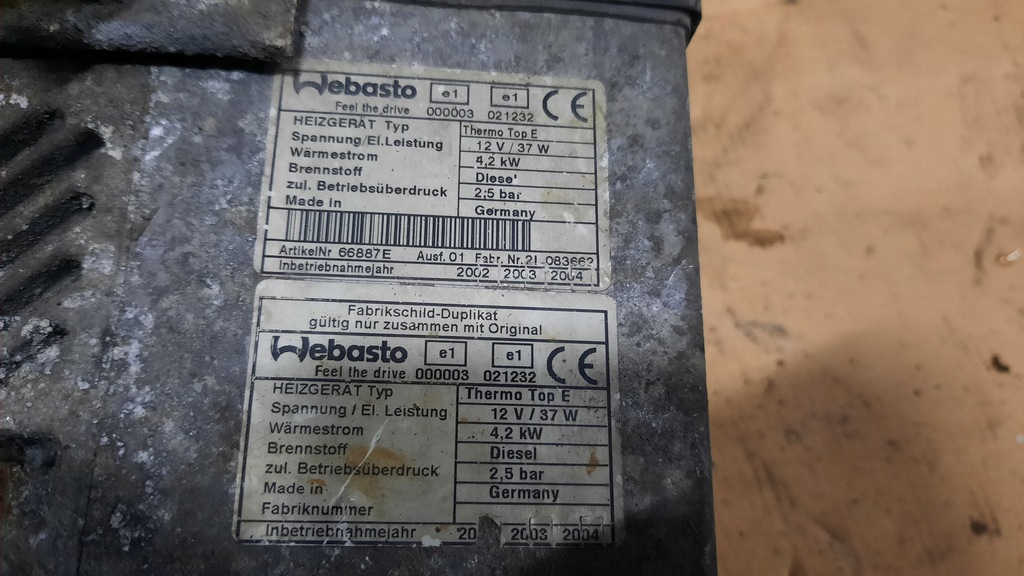 Webasto e1 e1 CE
Feel the drive 000003 021232
HEIZGERÄT Typ Thermo Top E
Spannung/El.Leistung 12 V / 37 W
Wärmestrom 4,2 kW
Brennstoff Diesel
zul. Betriebsüberdruck 2,5 bar
Made in Germany
ArtikelNr 66887E Ausf. 01 Fabr. Nr.
Inbetriebnahmejahr 2002 2003 2004
Fabrikschild-Duplikat
gültig nur zusammen mit Original
Webasto e1 e1 CE
Feel the drive 000003 021232
HEIZGERÄT Typ Thermo Top E
Spannung / El. Leistung 12 V / 37 W
Wärmestrom 4,2 kW
Brennstoff Diesel
zul. Betriebsüberdruck 2,5 bar
Made in Germany
Fabriknummer
Inbetriebnahmejahr 2003 2004